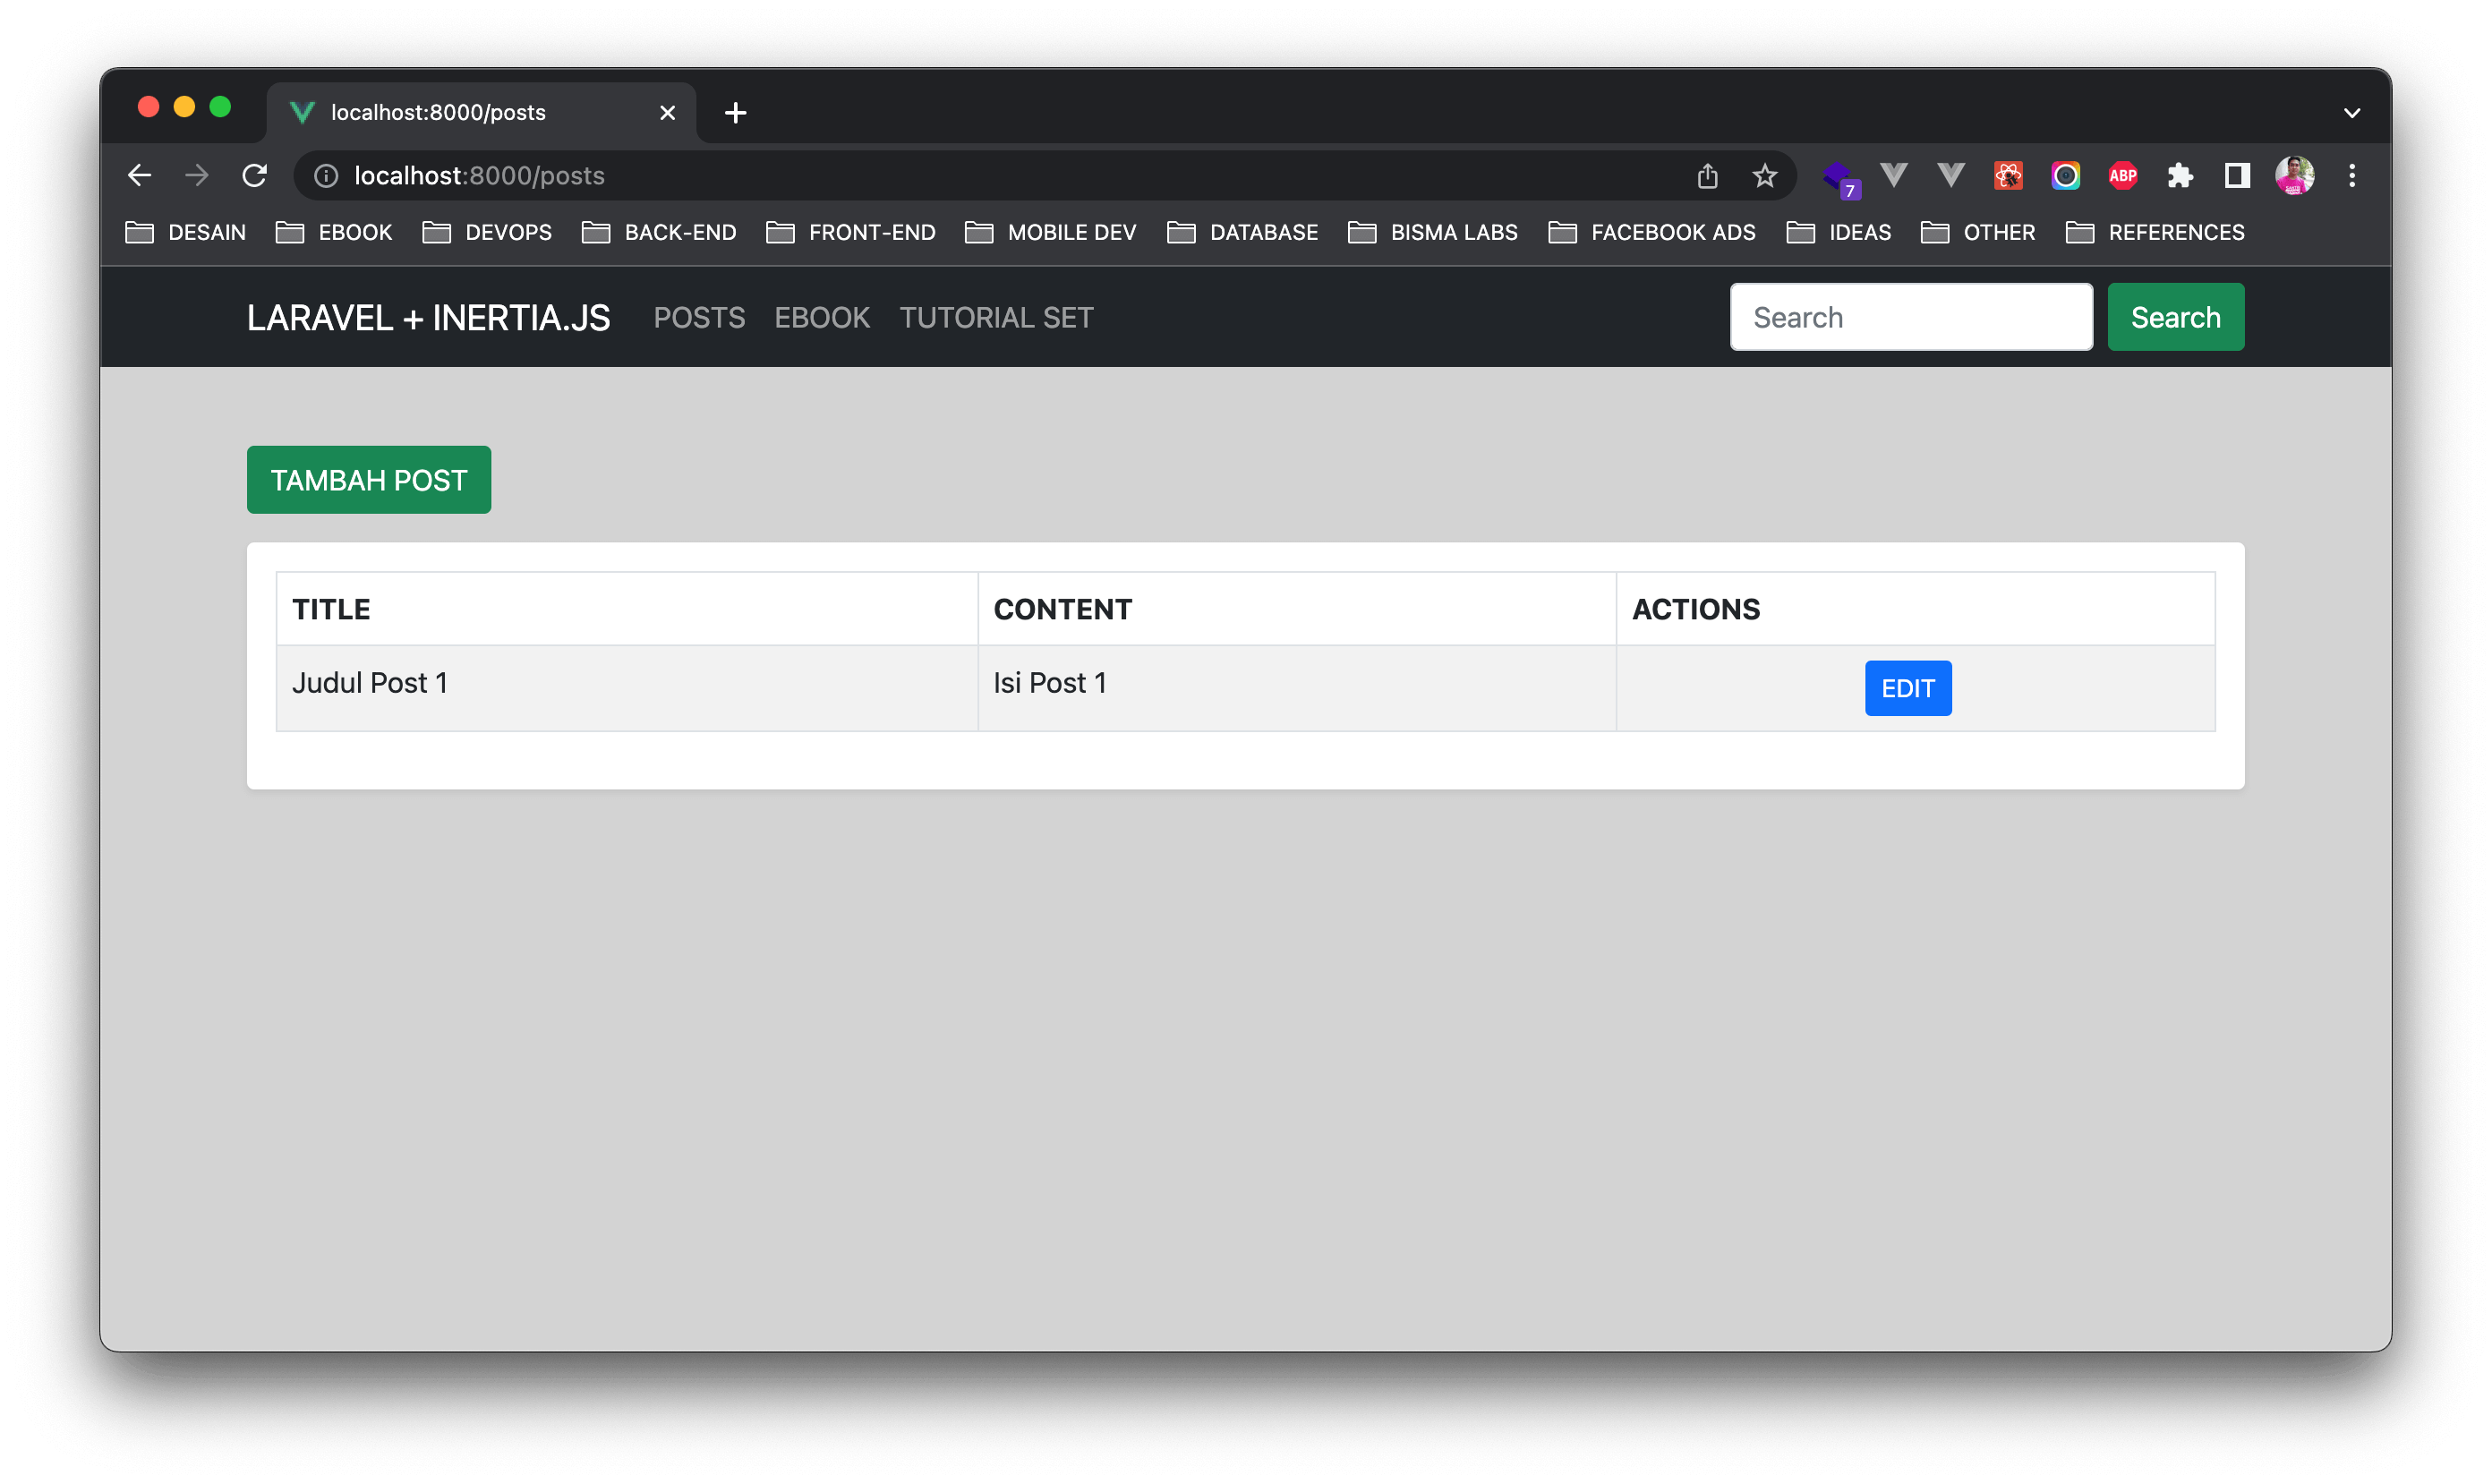 localhost:8000/posts
localhost:8000/posts
7
ABP
DESAIN EBOOK DEVOPS BACK-END FRONT-END MOBILE DEV DATABASE BISMA LABS FACEBOOK ADS IDEAS OTHER REFERENCES
LARAVEL + INERTIA.JS POSTS EBOOK TUTORIAL SET Search Search
TAMBAH POST
TITLE CONTENT ACTIONS
Judul Post 1 Isi Post 1 EDIT